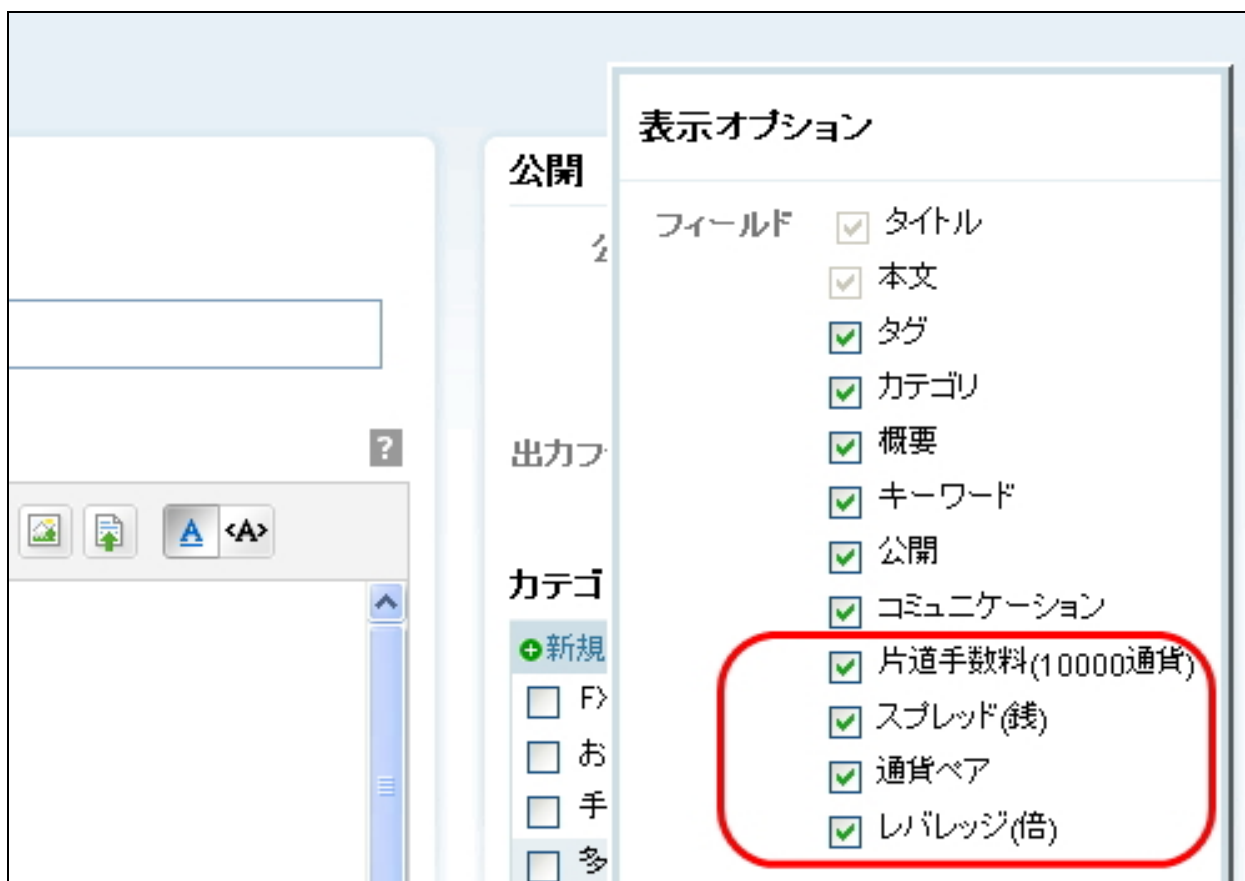 表示オプション
公開
フィールド
タイトル
本文
タグ
カテゴリ
概要
キーワード
公開
コミュニケーション
片道手数料(10000通貨)
スプレッド(銭)
通貨ペア
レバレッジ(倍)
?
出力フ
A
<A>
カテゴ
新規
お
手
多